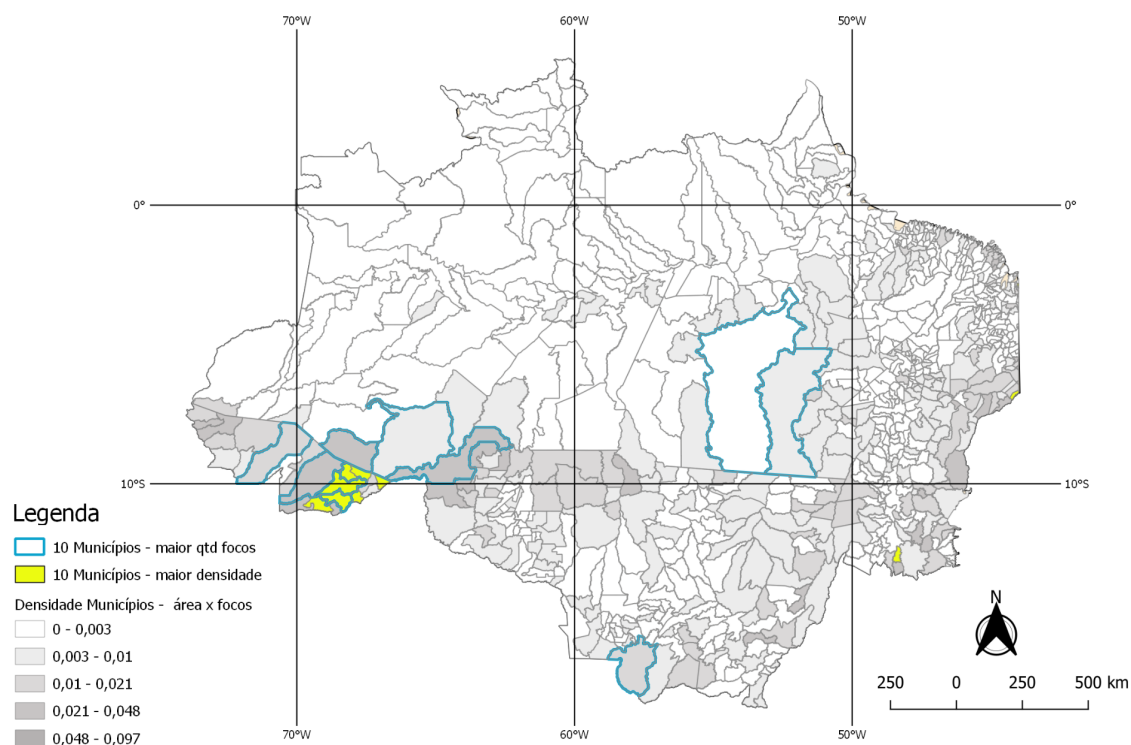 70°W
60°W
50°W
0°
0°
10°S
10°S
Legenda
10 Municípios - maior qtd focos
10 Municípios - maior densidade
Densidade Municípios - área x focos
0 - 0,003
0,003 - 0,01
0,01 - 0,021
0,021 - 0,048
0,048 - 0,097
N
250 0 250 500 km
70°W
60°W
50°W